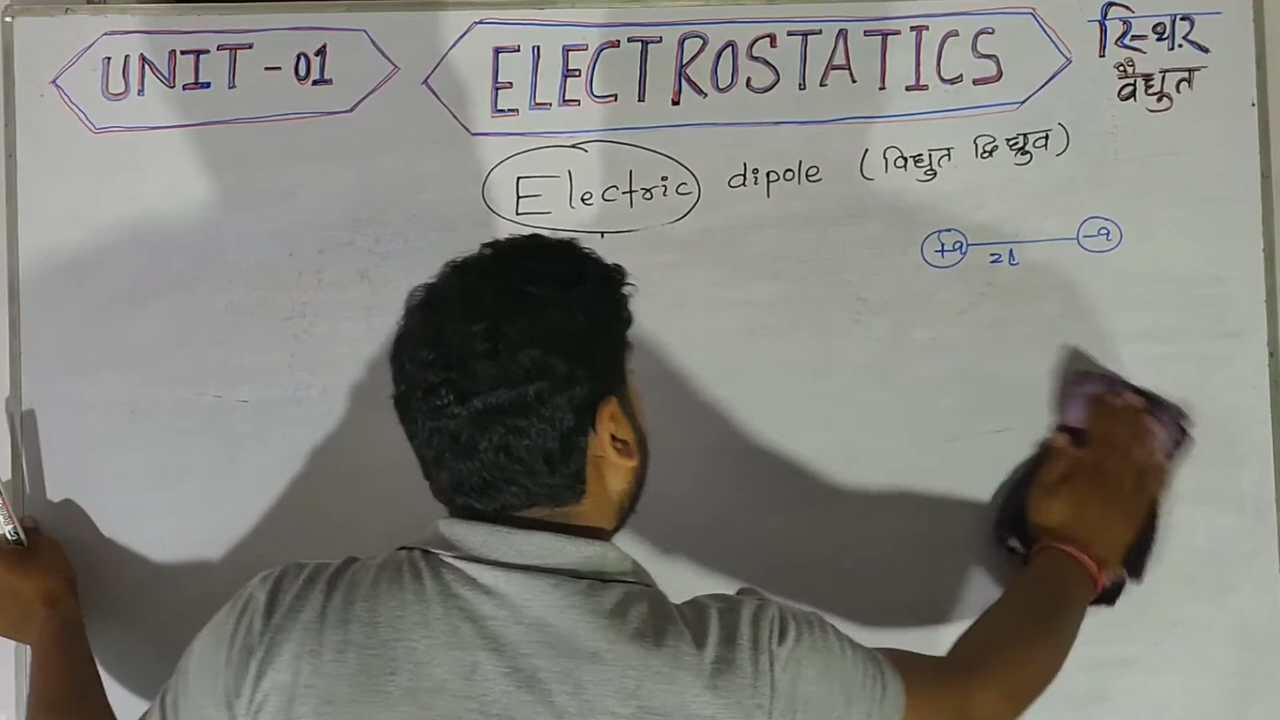 UNIT-01
ELECTROSTATICS
स्थिर
वैद्युत
Electric dipole (विद्युत द्विध्रुव)
+q -q
2l